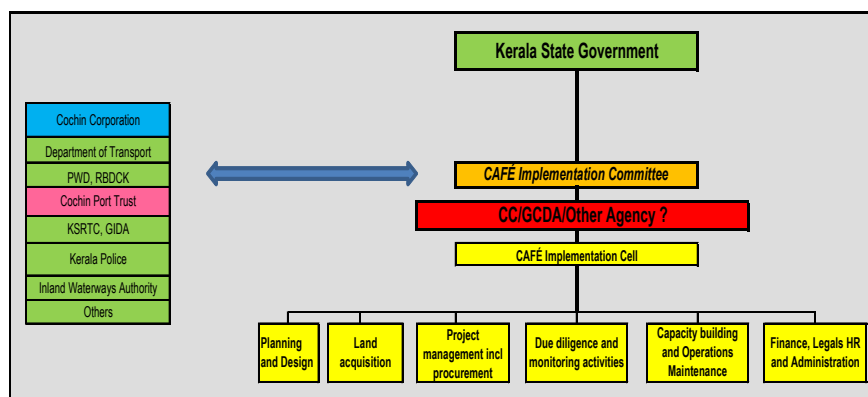 Kerala State Government
Cochin Corporation
Department of Transport
PWD, RBDCK
Cochin Port Trust
KSRTC, GIDA
Kerala Police
Inland Waterways Authority
Others
CAFÉ Implementation Committee
CC/GCDA/Other Agency ?
CAFÉ Implementation Cell
Planning
and Design
Land
acquisition
Project
management incl
procurement
Due diligence and
monitoring activities
Capacity building
and Operations
Maintenance
Finance, Legals HR
and Administration